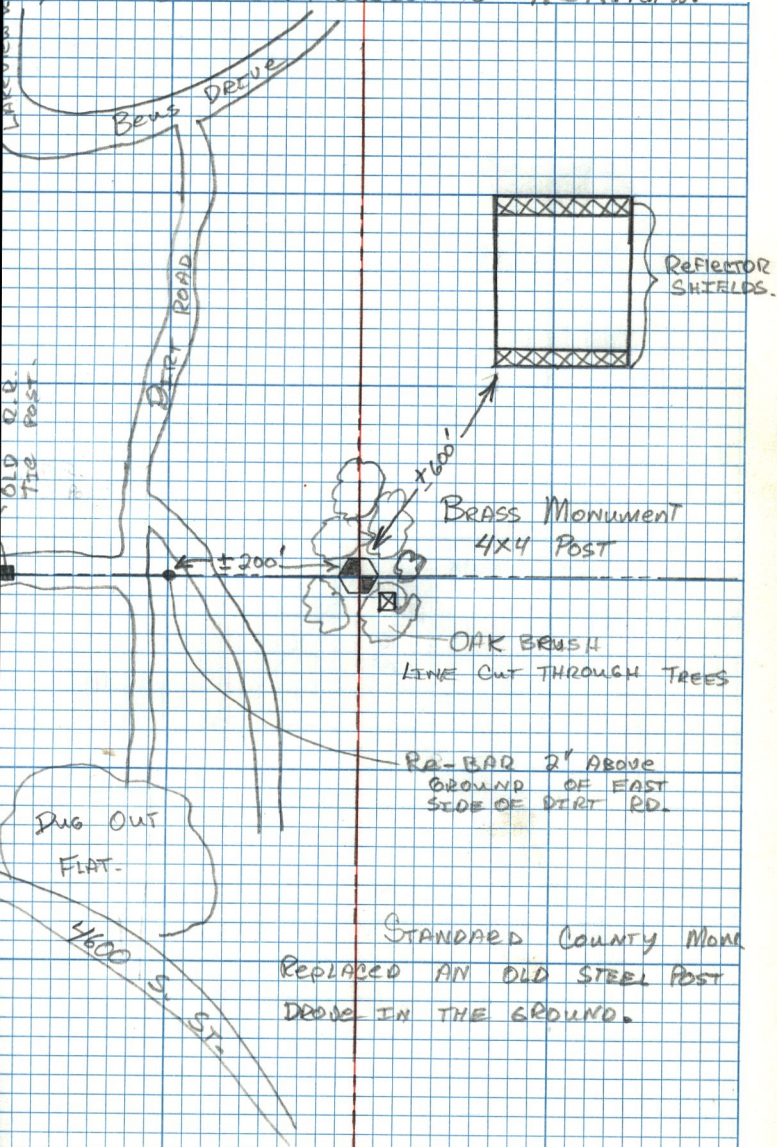 LAKEVIEW
Beus DRIVE
DIRT ROAD
ReFlecTOR
SHIELDS.
OLD R.R.
TIe POST.
±600'
BRASS MONUMENT
4X4 POST
±200'
OAK BRUSH
LINE CUT THROUGH TREES
Re-BAR 2" ABOVe
GROUND OF EAST
SIDE OF DIRT RD.
DUG OUT
FLAT-
4600 S. ST.
STANDARD COUNTY MON
RePLACeD AN OLD STEEL POST
DROVe IN THE GROUND.